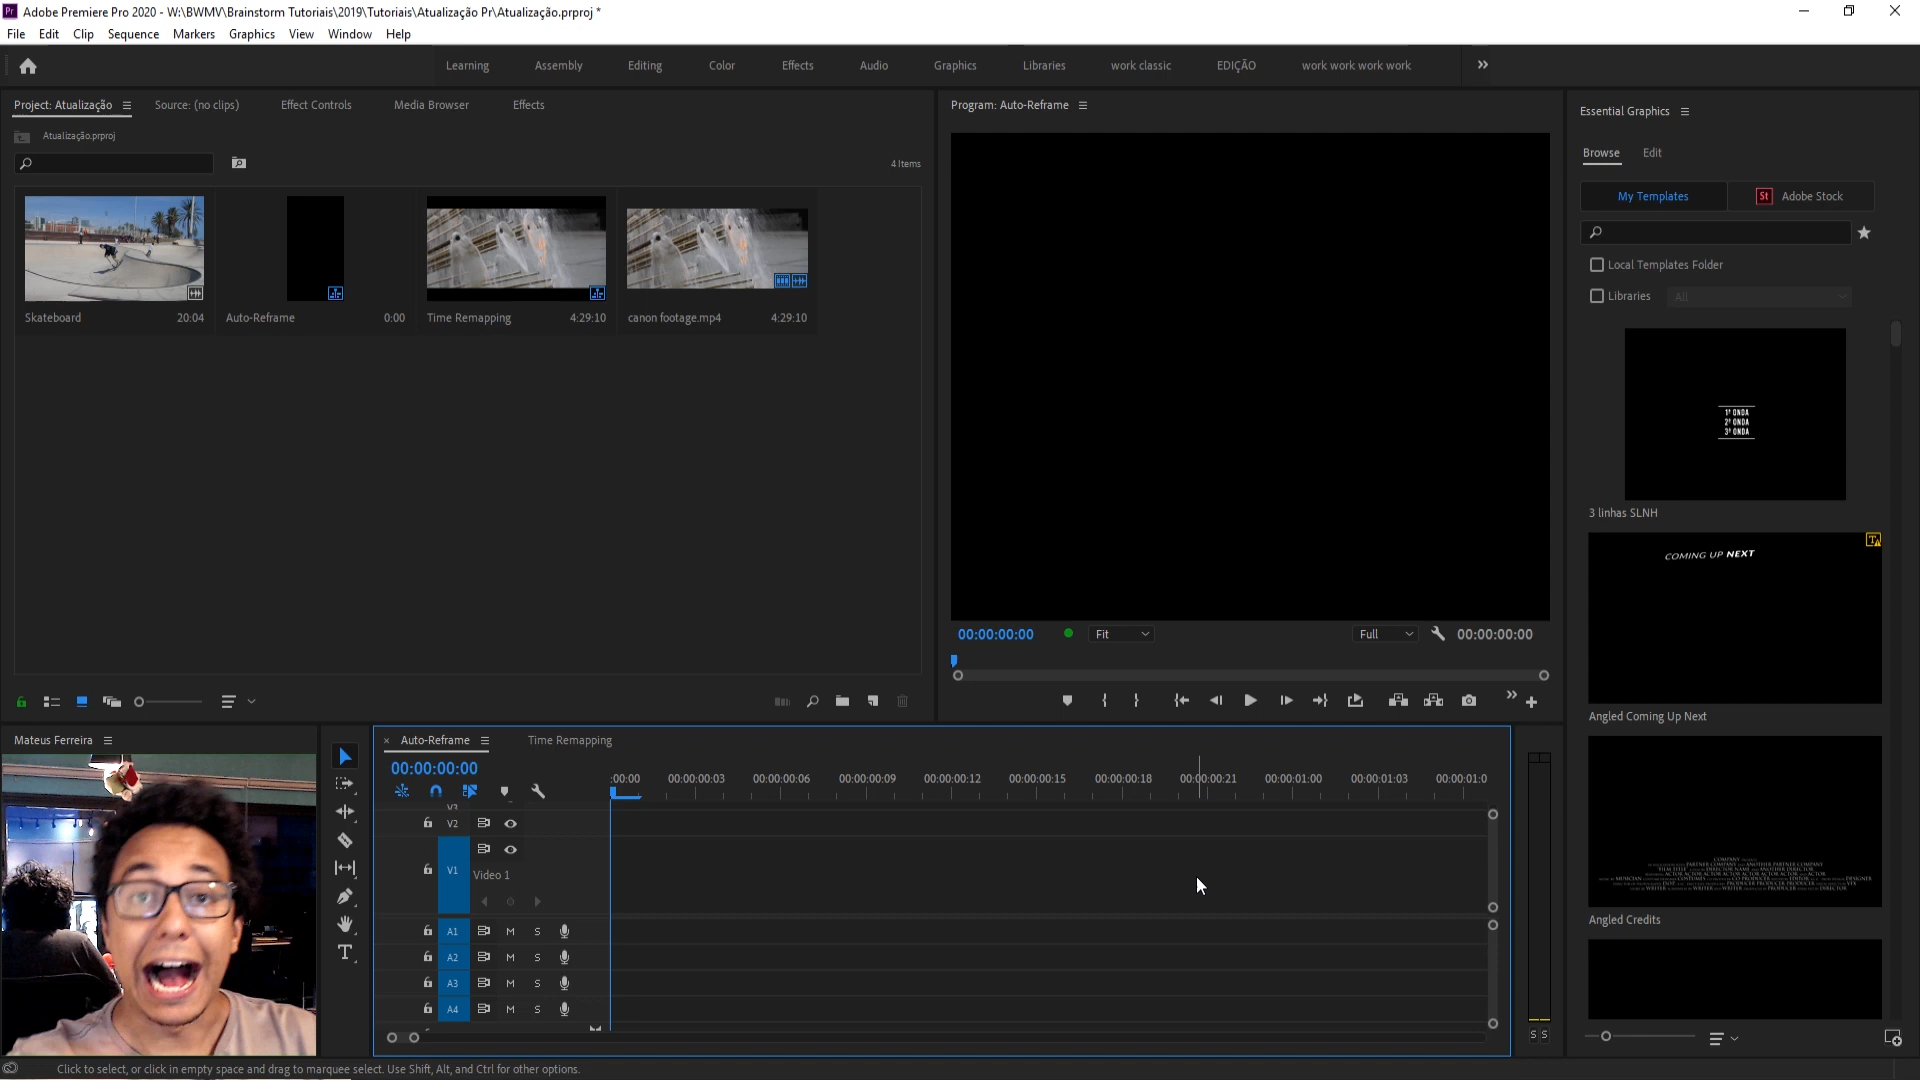 Adobe Premiere Pro 2020 - W:\BWMV\Brainstorm Tutoriais\2019\Tutoriais\Atualização Pr\Atualização.prproj *
File Edit Clip Sequence Markers Graphics View Window Help
Learning Assembly Editing Color Effects Audio Graphics Libraries work classic EDIÇÃO work work work work
Project: Atualização Source: (no clips) Effect Controls Media Browser Effects
Atualização.prproj
4 Items
Skateboard 20:04
Auto-Reframe 0:00
Time Remapping 4:29:10
canon footage.mp4 4:29:10
Program: Auto-Reframe
00:00:00:00 Fit Full 00:00:00:00
Essential Graphics
Browse Edit
My Templates St Adobe Stock
Local Templates Folder
Libraries All
1ª ONDA
2ª ONDA
3ª ONDA
3 linhas SLNH
COMING UP NEXT
Angled Coming Up Next
Angled Credits
Mateus Ferreira
Auto-Reframe Time Remapping
00:00:00:00
:00:00 00:00:00:03 00:00:00:06 00:00:00:09 00:00:00:12 00:00:00:15 00:00:00:18 00:00:00:21 00:00:01:00 00:00:01:03 00:00:01:0
V3
V2
V1
Video 1
A1 M S
A2 M S
A3 M S
A4 M S
S S
Click to select, or click in empty space and drag to marquee select. Use Shift, Alt, and Ctrl for other options.